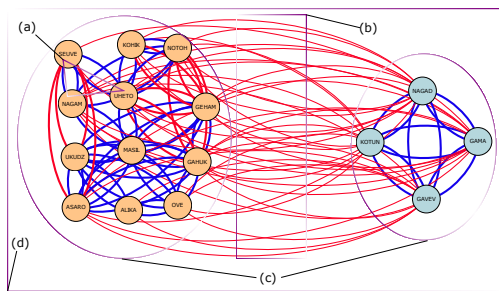 (a)
(b)
KOHIK
NOTOH
SEUVE
NAGAM
UHETO
GEHAM
NAGAD
KOTUN
GAMA
UKUDZ
MASIL
GAHUK
ASARO
ALIKA
OVE
GAVEV
(d)
(c)